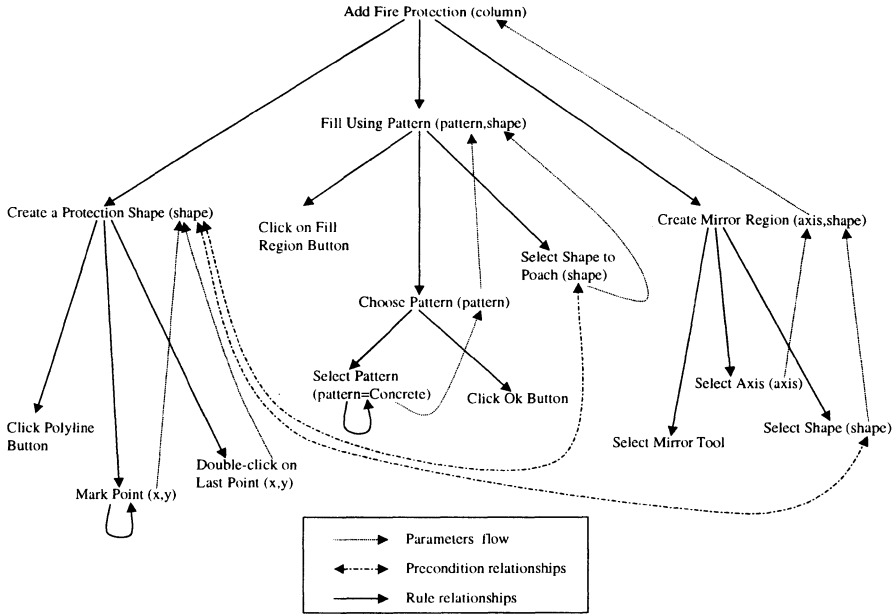 Add Fire Protection (column)
Fill Using Pattern (pattern,shape)
Create a Protection Shape (shape)
Click on Fill
Region Button
Create Mirror Region (axis,shape)
Select Shape to
Poach (shape)
Choose Pattern (pattern)
Select Pattern
(pattern=Concrete)
Click Ok Button
Select Axis (axis)
Click Polyline
Button
Select Mirror Tool
Select Shape (shape)
Double-click on
Last Point (x,y)
Mark Point (x,y)
Parameters flow
Precondition relationships
Rule relationships